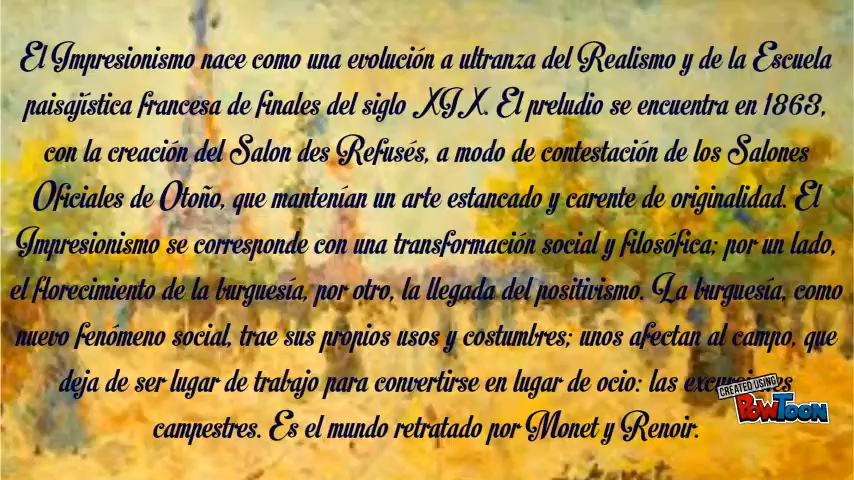 El Impresionismo nace como una evolución a ultranza del Realismo y de la Escuela
paisajística francesa de finales del siglo XIX. El preludio se encuentra en 1863,
con la creación del Salon des Refusés, a modo de contestación de los Salones
Oficiales de Otoño, que mantenían un arte estancado y carente de originalidad. El
Impresionismo se corresponde con una transformación social y filosófica; por un lado,
el florecimiento de la burguesía, por otro, la llegada del positivismo. La burguesía, como
nuevo fenómeno social, trae sus propios usos y costumbres; unos afectan al campo, que
deja de ser lugar de trabajo para convertirse en lugar de ocio: las excursiones
campestres. Es el mundo retratado por Monet y Renoir.
CREATED USING
POWTOON